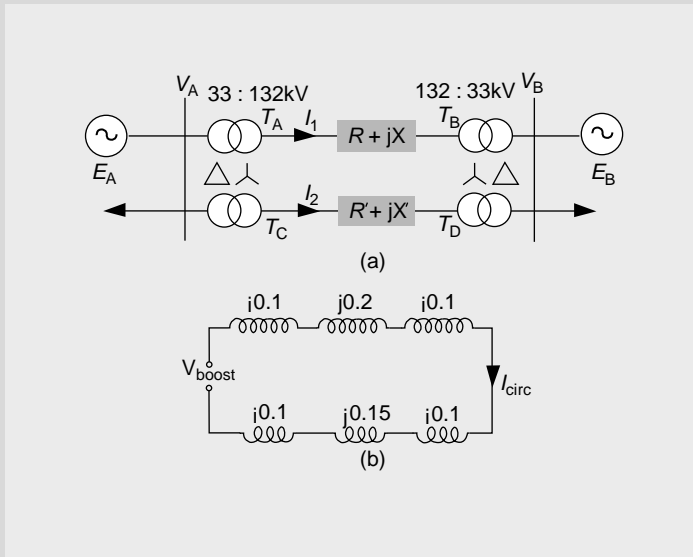 V_A 33 : 132kV 132 : 33kV V_B
T_A I_1 R + jX T_B
E_A E_B
T_C I_2 R′+ jX′ T_D
(a)
j0.1 j0.2 j0.1
V_boost I_circ
j0.1 j0.15 j0.1
(b)